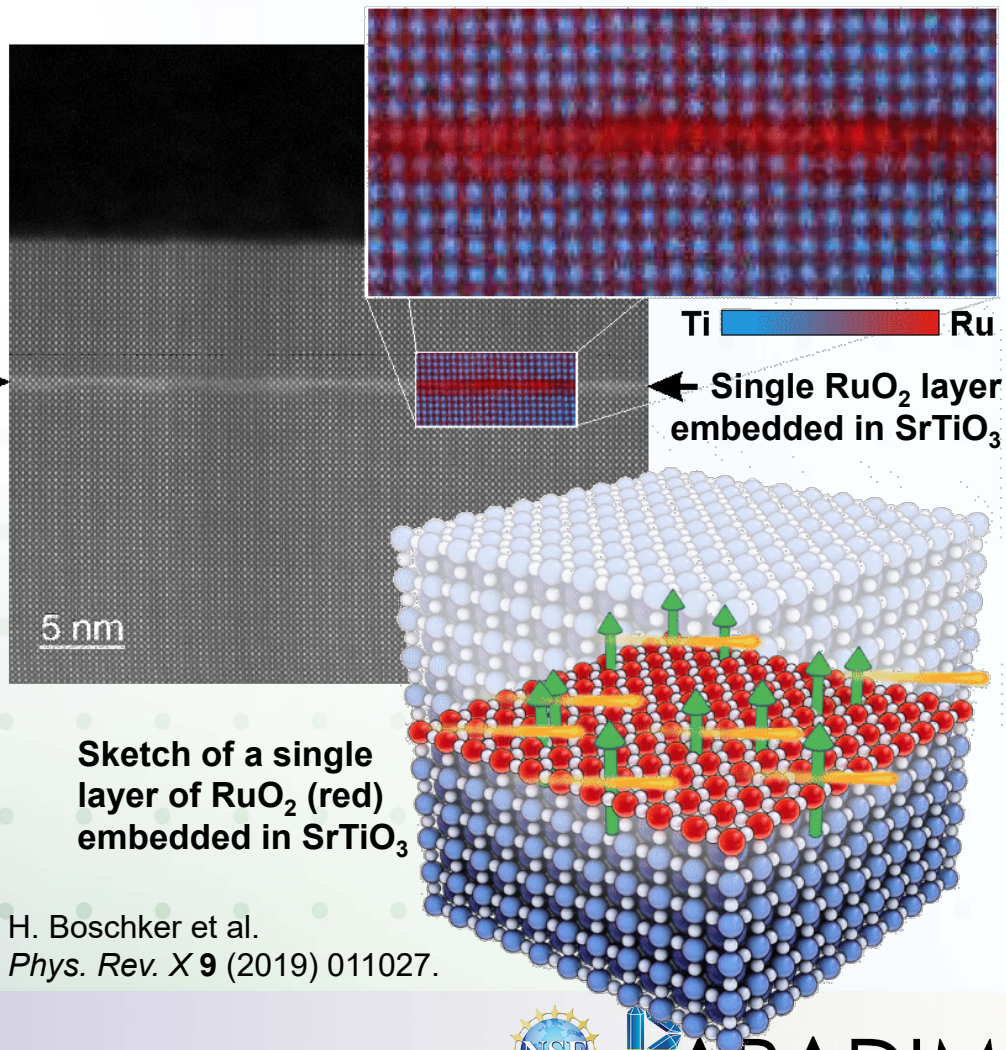 Ti Ru
Single RuO₂ layer
embedded in SrTiO₃
5 nm
Sketch of a single
layer of RuO₂ (red)
embedded in SrTiO₃
H. Boschker et al.
Phys. Rev. X 9 (2019) 011027.
NSF